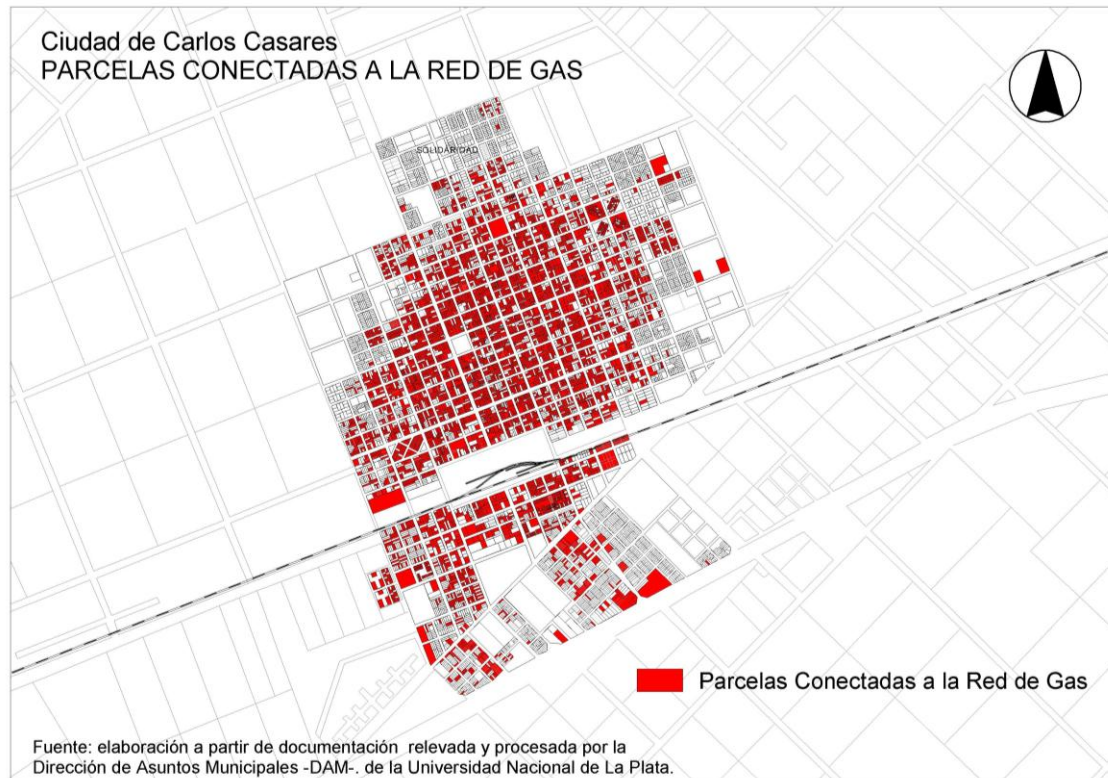 Ciudad de Carlos Casares
PARCELAS CONECTADAS A LA RED DE GAS
SOLIDARIDAD
Parcelas Conectadas a la Red de Gas
Fuente: elaboración a partir de documentación relevada y procesada por la
Dirección de Asuntos Municipales -DAM-. de la Universidad Nacional de La Plata.